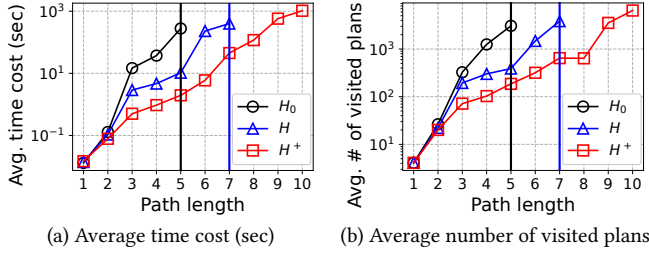 Avg. time cost (sec)
10³
10¹
10⁻¹
1 2 3 4 5 6 7 8 9 10
Path length
H₀
H
H⁺
(a) Average time cost (sec)
Avg. # of visited plans
10³
10²
10¹
1 2 3 4 5 6 7 8 9 10
Path length
H₀
H
H⁺
(b) Average number of visited plans